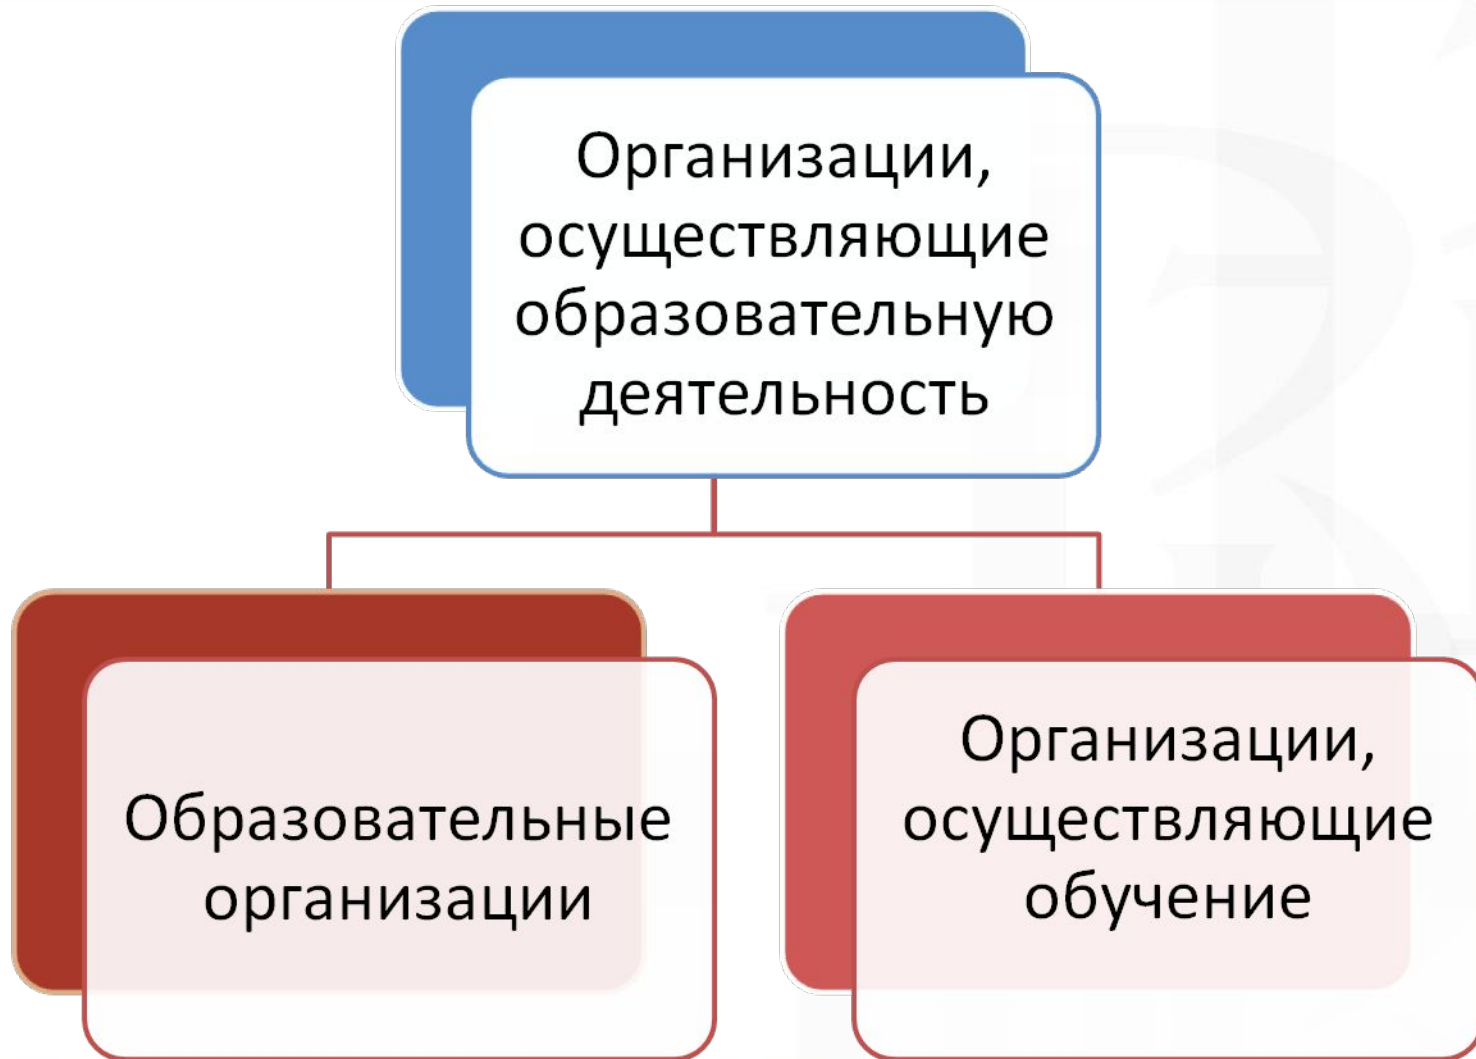 Организации,
осуществляющие
образовательную
деятельность
Образовательные
организации
Организации,
осуществляющие
обучение